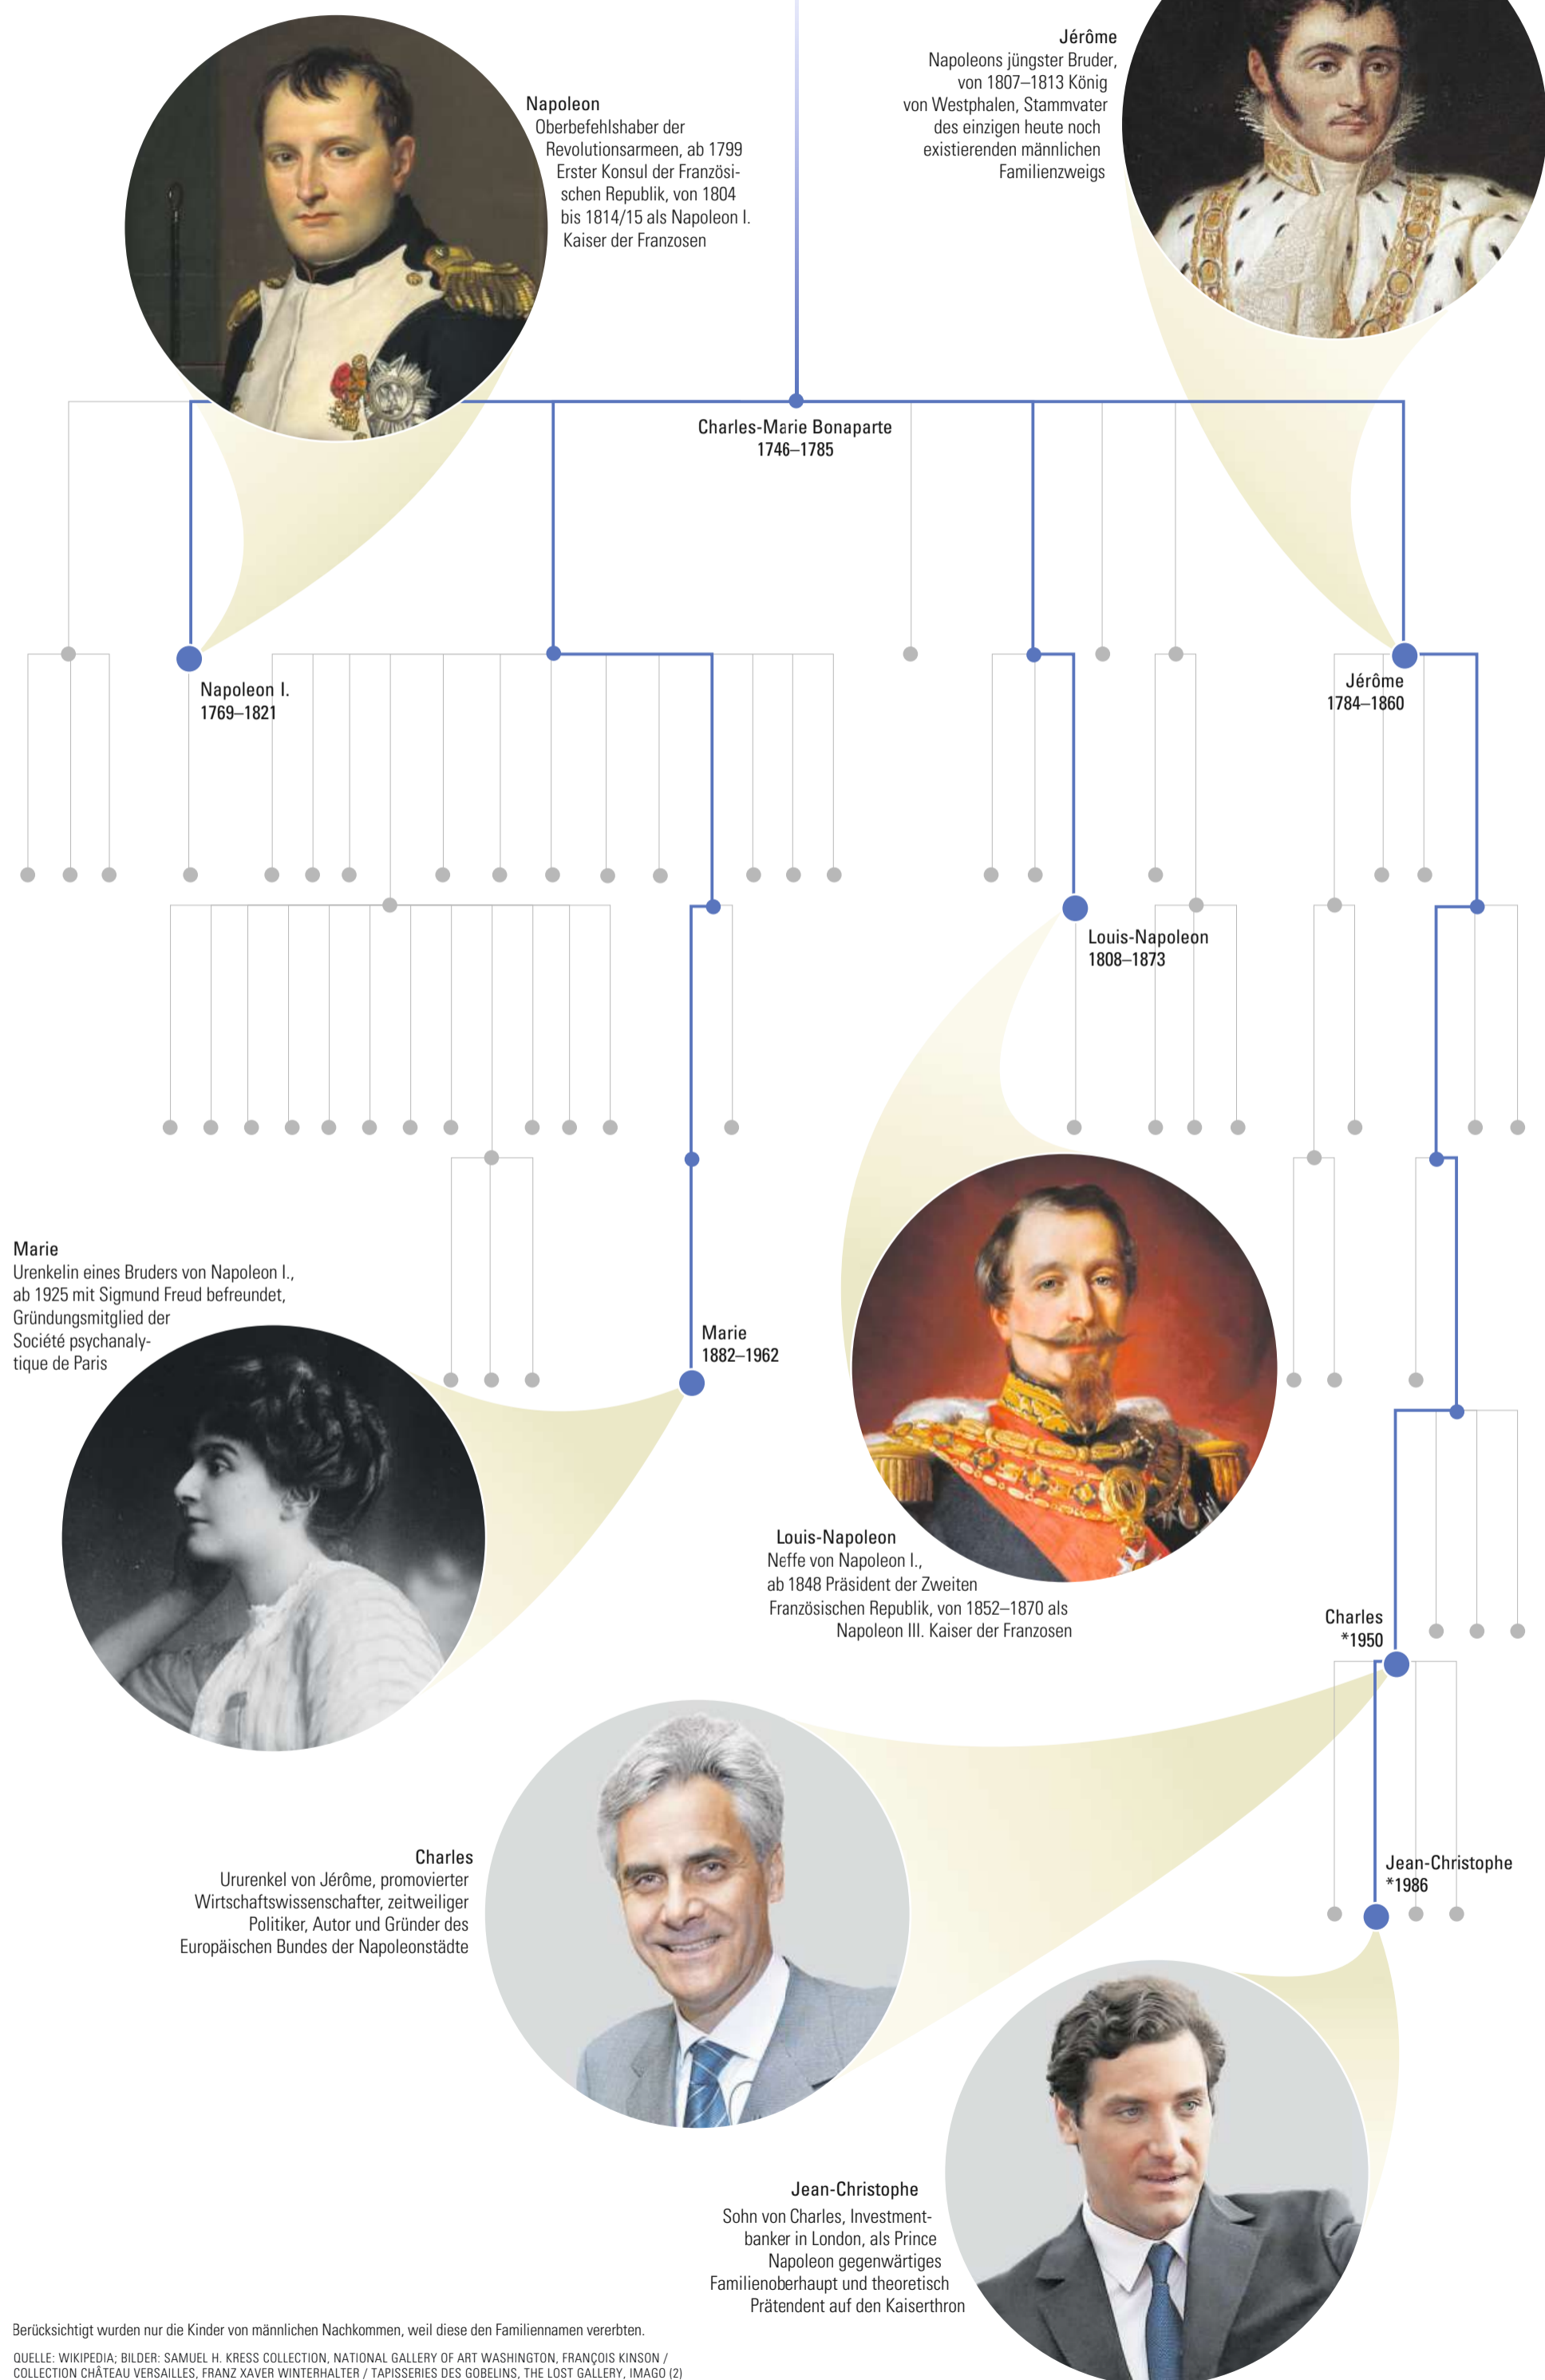 Napoleon
Oberbefehlshaber der
Revolutionsarmeen, ab 1799
Erster Konsul der Französi-
schen Republik, von 1804
bis 1814/15 als Napoleon I.
Kaiser der Franzosen
Jérôme
Napoleons jüngster Bruder,
von 1807–1813 König
von Westphalen, Stammvater
des einzigen heute noch
existierenden männlichen
Familienzweigs
Charles-Marie Bonaparte
1746–1785
Napoleon I.
1769–1821
Jérôme
1784–1860
Louis-Napoleon
1808–1873
Marie
Urenkelin eines Bruders von Napoleon I.,
ab 1925 mit Sigmund Freud befreundet,
Gründungsmitglied der
Société psychanaly-
tique de Paris
Marie
1882–1962
Louis-Napoleon
Neffe von Napoleon I.,
ab 1848 Präsident der Zweiten
Französischen Republik, von 1852–1870 als
Napoleon III. Kaiser der Franzosen
Charles
*1950
Charles
Ururenkel von Jérôme, promovierter
Wirtschaftswissenschafter, zeitweiliger
Politiker, Autor und Gründer des
Europäischen Bundes der Napoleonstädte
Jean-Christophe
*1986
Jean-Christophe
Sohn von Charles, Investment-
banker in London, als Prince
Napoleon gegenwärtiges
Familienoberhaupt und theoretisch
Prätendent auf den Kaiserthron
Berücksichtigt wurden nur die Kinder von männlichen Nachkommen, weil diese den Familiennamen vererbten.
QUELLE: WIKIPEDIA; BILDER: SAMUEL H. KRESS COLLECTION, NATIONAL GALLERY OF ART WASHINGTON, FRANÇOIS KINSON /
COLLECTION CHÂTEAU VERSAILLES, FRANZ XAVER WINTERHALTER / TAPISSERIES DES GOBELINS, THE LOST GALLERY, IMAGO (2)